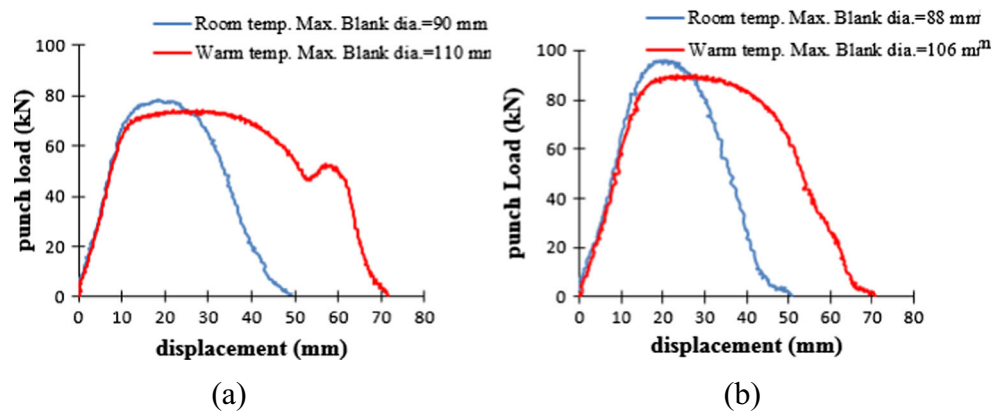 Room temp. Max. Blank dia.=90 mm
Warm temp. Max. Blank dia.=110 mm
100
80
60
40
20
0
punch load (kN)
0 10 20 30 40 50 60 70 80
displacement (mm)
(a)
Room temp. Max. Blank dia.=88 mm
Warm temp. Max. Blank dia.=106 mm
100
80
60
40
20
0
punch Load (kN)
0 10 20 30 40 50 60 70 80
displacement (mm)
(b)